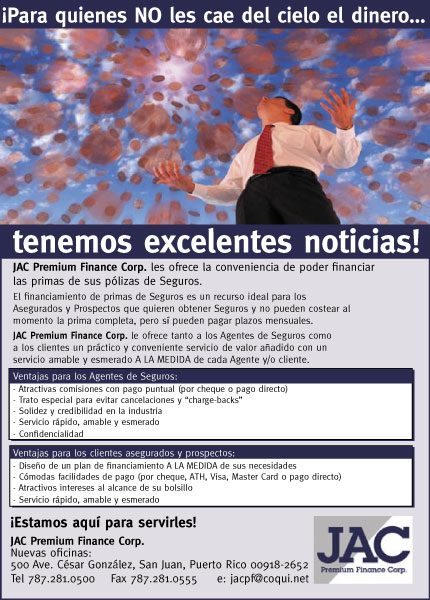 ¡Para quienes NO les cae del cielo el dinero...
tenemos excelentes noticias!
JAC Premium Finance Corp. les ofrece la conveniencia de poder financiar
las primas de sus pólizas de Seguros.
El financiamiento de primas de Seguros es un recurso ideal para los
Asegurados y Prospectos que quieren obtener Seguros y no pueden costear al
momento la prima completa, pero sí pueden pagar plazos mensuales.
JAC Premium Finance Corp. le ofrece tanto a los Agentes de Seguros como
a los clientes un práctico y conveniente servicio de valor añadido con un
servicio amable y esmerado A LA MEDIDA de cada Agente y/o cliente.
Ventajas para los Agentes de Seguros:
- Atractivas comisiones con pago puntual (por cheque o pago directo)
- Trato especial para evitar cancelaciones y “charge-backs”
- Solidez y credibilidad en la industria
- Servicio rápido, amable y esmerado
- Confidencialidad
Ventajas para los clientes asegurados y prospectos:
- Diseño de un plan de financiamiento A LA MEDIDA de sus necesidades
- Cómodas facilidades de pago (por cheque, ATH, Visa, Master Card o pago directo)
- Atractivos intereses al alcance de su bolsillo
- Servicio rápido, amable y esmerado
¡Estamos aquí para servirles!
JAC Premium Finance Corp.
Nuevas oficinas:
500 Ave. César González, San Juan, Puerto Rico 00918-2652
Tel 787.281.0500 Fax 787.281.0555 e: jacpf@coqui.net
JAC
Premium Finance Corp.